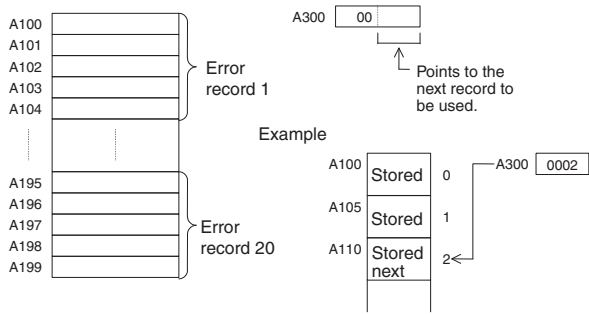 A100
A101
A102
A103
A104
Error
record 1
A195
A196
A197
A198
A199
Error
record 20
A300 00
Points to the
next record to
be used.
Example
A100 Stored 0
A105 Stored 1
A110 Stored
next 2
A300 0002